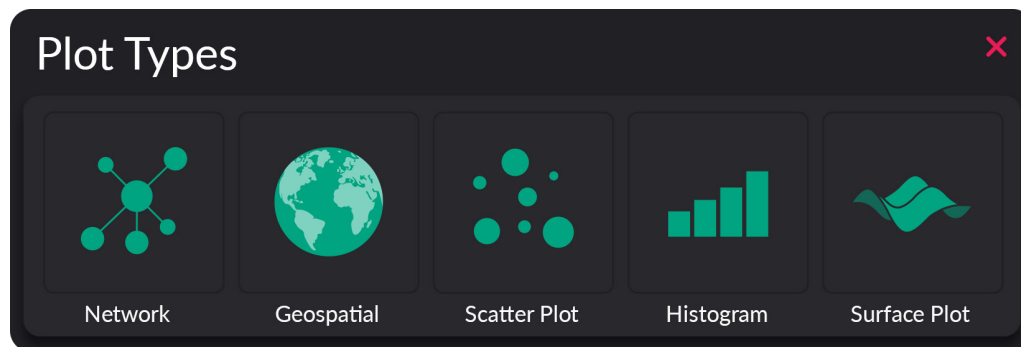 Plot Types
Network
Geospatial
Scatter Plot
Histogram
Surface Plot